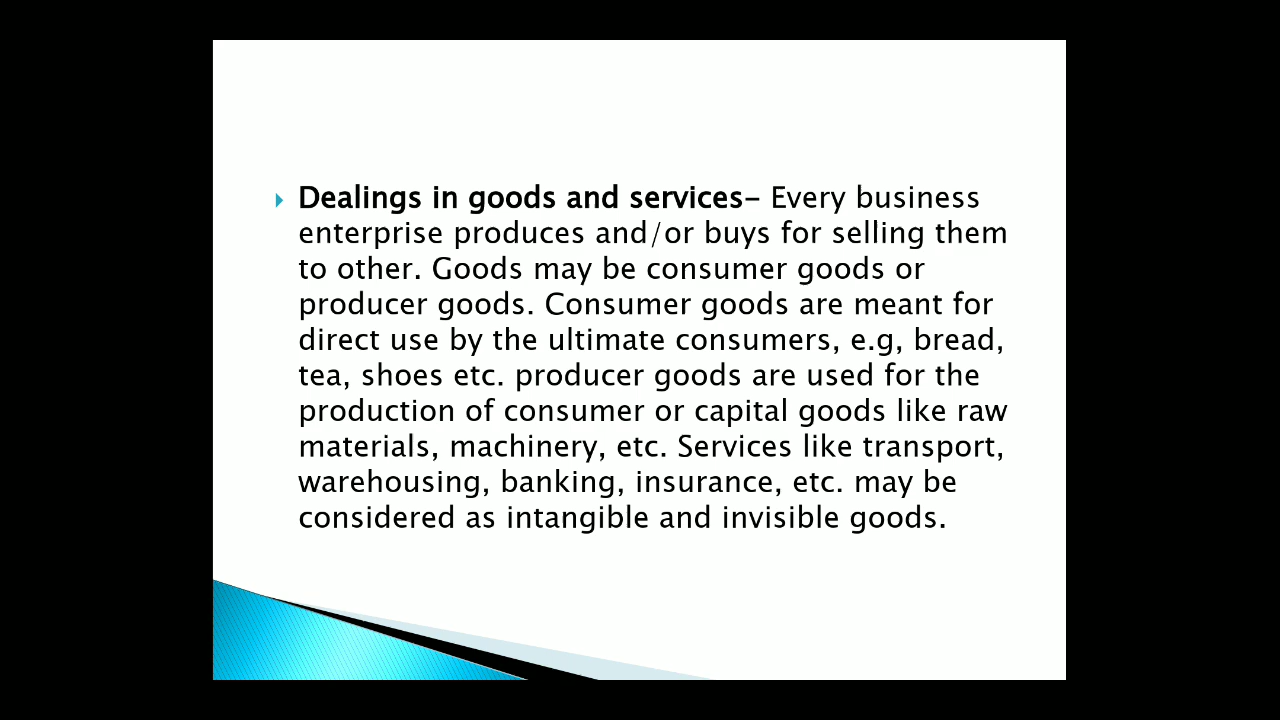 Dealings in goods and services- Every business
enterprise produces and/or buys for selling them
to other. Goods may be consumer goods or
producer goods. Consumer goods are meant for
direct use by the ultimate consumers, e.g, bread,
tea, shoes etc. producer goods are used for the
production of consumer or capital goods like raw
materials, machinery, etc. Services like transport,
warehousing, banking, insurance, etc. may be
considered as intangible and invisible goods.